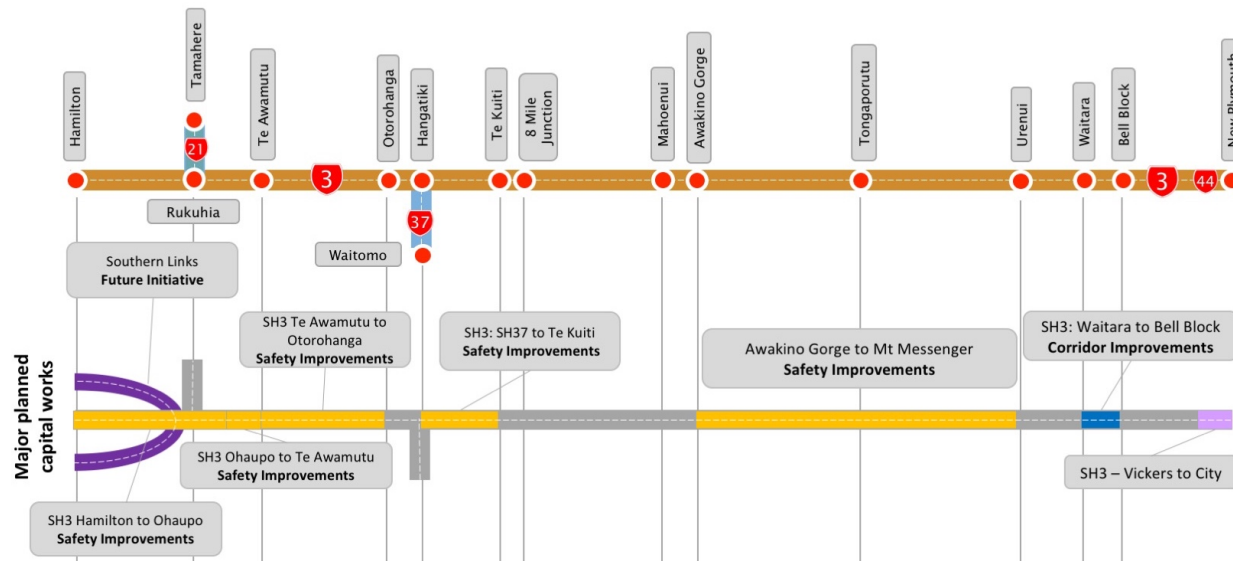 Hamilton
Tamahere
Te Awamutu
Otorohanga
Hangatiki
Te Kuiti
8 Mile
Junction
Mahoenui
Awakino Gorge
Tongaporutu
Urenui
Waitara
Bell Block
New Plymouth
21
3
3
44
Rukuhia
37
Waitomo
Southern Links
Future Initiative
SH3 Te Awamutu to
Otorohanga
Safety Improvements
SH3: SH37 to Te Kuiti
Safety Improvements
Awakino Gorge to Mt Messenger
Safety Improvements
SH3: Waitara to Bell Block
Corridor Improvements
Major planned
capital works
SH3 Ohaupo to Te Awamutu
Safety Improvements
SH3 – Vickers to City
SH3 Hamilton to Ohaupo
Safety Improvements